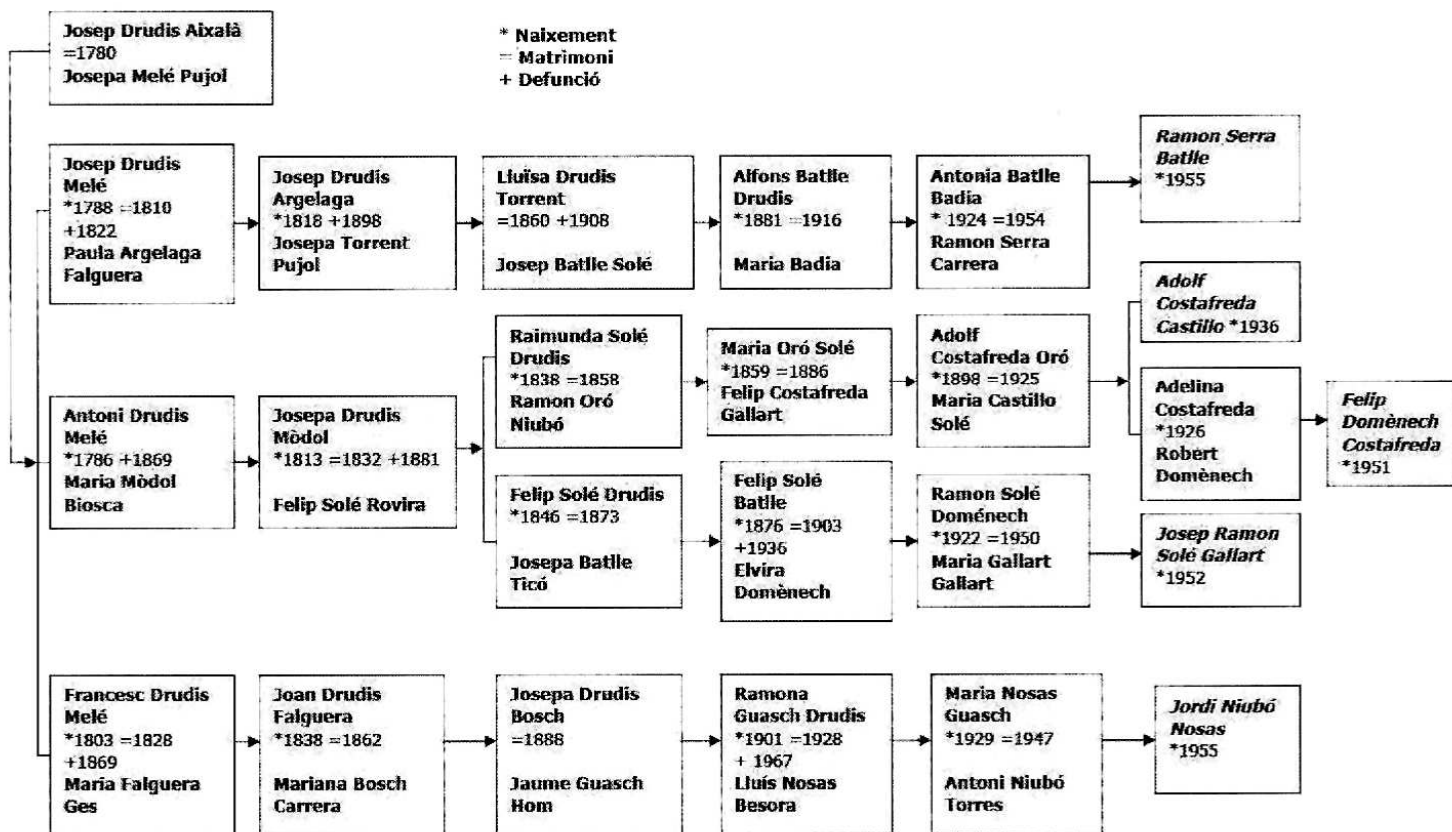 Josep Drudis Aixalà
=1780
Josepa Melé Pujol
* Naixement
= Matrimoni
+ Defunció
Josep Drudis
Melé
*1788 =1810
+1822
Paula Argelaga
Falguera
Josep Drudis
Argelaga
*1818 +1898
Josepa Torrent
Pujol
Lluïsa Drudis
Torrent
=1860 +1908
Josep Batlle Solé
Alfons Batlle
Drudis
*1881 =1916
Maria Badia
Antonia Batlle
Badia
* 1924 =1954
Ramon Serra
Carrera
Ramon Serra
Batlle
*1955
Antoni Drudis
Melé
*1786 +1869
Maria Mòdol
Biosca
Josepa Drudis
Mòdol
*1813 =1832 +1881
Felip Solé Rovira
Raimunda Solé
Drudis
*1838 =1858
Ramon Oró
Niubó
Maria Oró Solé
*1859 =1886
Felip Costafreda
Gallart
Adolf
Costafreda Oró
*1898 =1925
Maria Castillo
Solé
Adolf
Costafreda
Castillo *1936
Adelina
Costafreda
*1926
Robert
Domènech
Felip
Domènech
Costafreda
*1951
Felip Solé Drudis
*1846 =1873
Josepa Batlle
Ticó
Felip Solé
Batlle
*1876 =1903
+1936
Elvira
Domènech
Ramon Solé
Doménech
*1922 =1950
Maria Gallart
Gallart
Josep Ramon
Solé Gallart
*1952
Francesc Drudis
Melé
*1803 =1828
+1869
Maria Falguera
Ges
Joan Drudis
Falguera
*1838 =1862
Mariana Bosch
Carrera
Josepa Drudis
Bosch
=1888
Jaume Guasch
Hom
Ramona
Guasch Drudis
*1901 =1928
+ 1967
Lluís Nosas
Besora
Maria Nosas
Guasch
*1929 =1947
Antoni Niubó
Torres
Jordi Niubó
Nosas
*1955